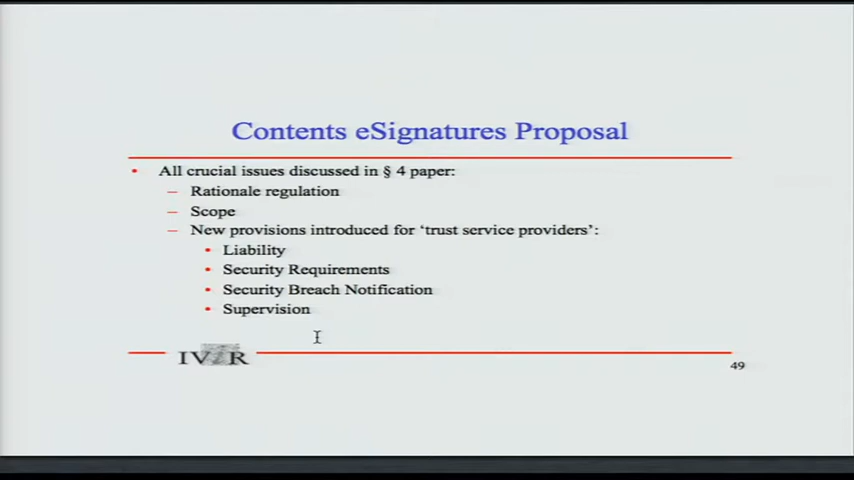 Contents eSignatures Proposal
• All crucial issues discussed in § 4 paper:
– Rationale regulation
– Scope
– New provisions introduced for ‘trust service providers’:
• Liability
• Security Requirements
• Security Breach Notification
• Supervision
IViR
49